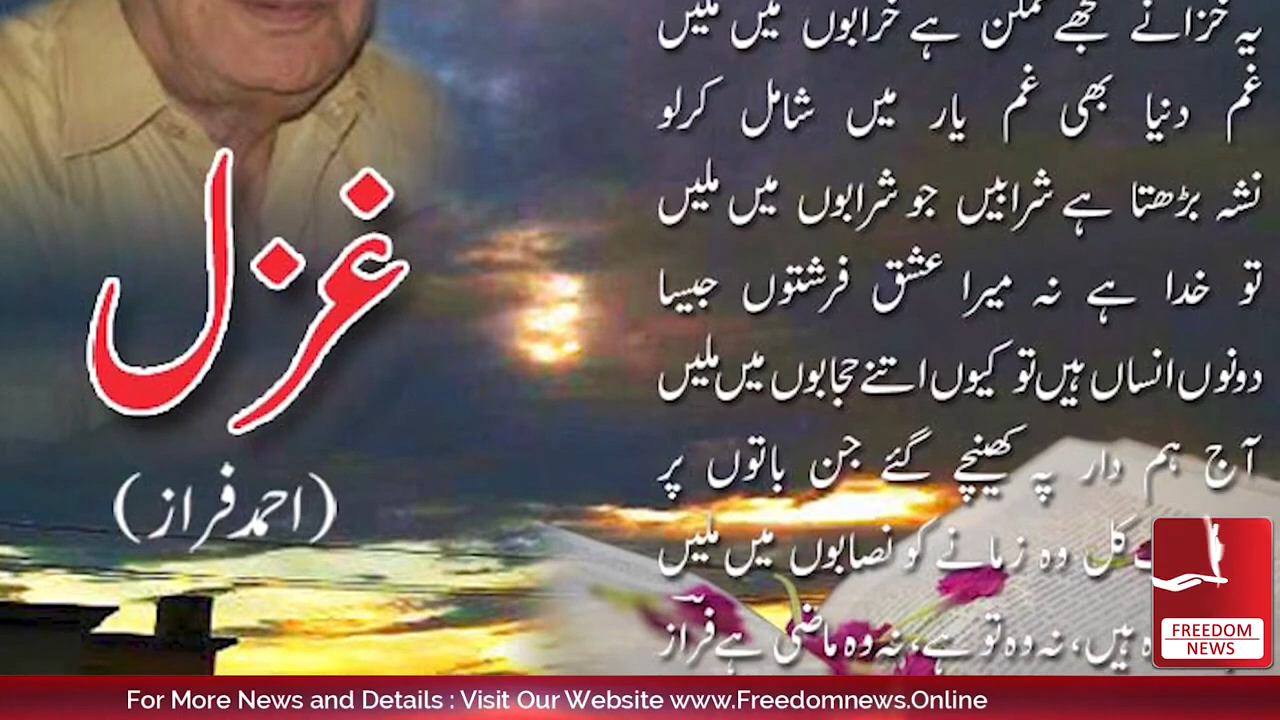 یہ خزانے تجھے ممکن ہے خرابوں میں ملیں
غم دنیا بھی غم یار میں شامل کرلو
نشہ بڑھتا ہے شرابیں جو شرابوں میں ملیں
تو خدا ہے نہ میرا عشق فرشتوں جیسا
دونوں انساں ہیں تو کیوں اتنے حجابوں میں ملیں
آج ہم دار پہ کھینچے گئے جن باتوں پر
کل وہ زمانے کو نصابوں میں ملیں
ہیں، نہ وہ تو ہے، نہ وہ ماضی ہے فرازؔ
غزل
(احمد فراز)
FREEDOM
NEWS
For More News and Details : Visit Our Website www.Freedomnews.Online